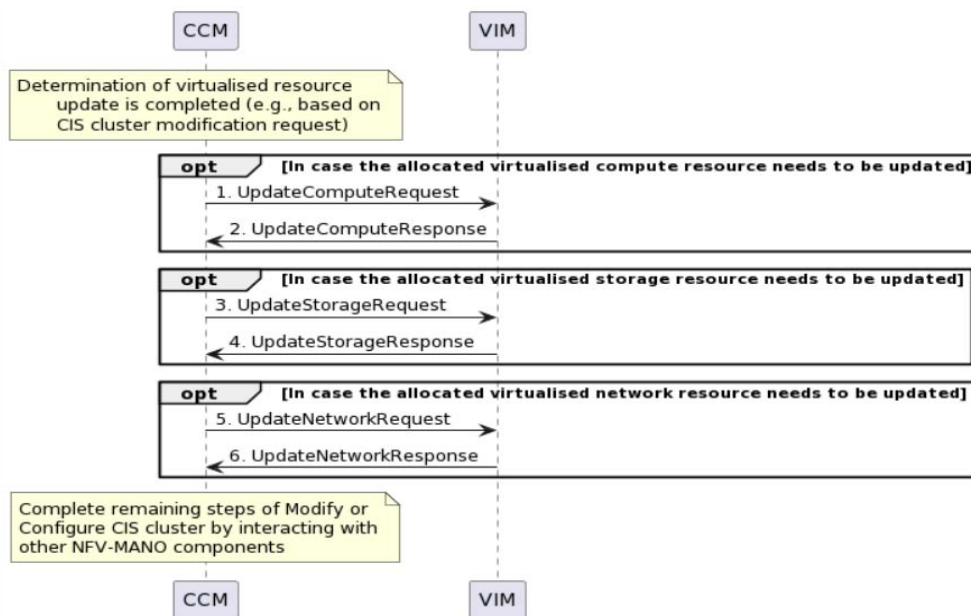 CCM VIM
Determination of virtualised resource
update is completed (e.g., based on
CIS cluster modification request)
opt [In case the allocated virtualised compute resource needs to be updated]
1. UpdateComputeRequest
2. UpdateComputeResponse
opt [In case the allocated virtualised storage resource needs to be updated]
3. UpdateStorageRequest
4. UpdateStorageResponse
opt [In case the allocated virtualised network resource needs to be updated]
5. UpdateNetworkRequest
6. UpdateNetworkResponse
Complete remaining steps of Modify or
Configure CIS cluster by interacting with
other NFV-MANO components
CCM VIM